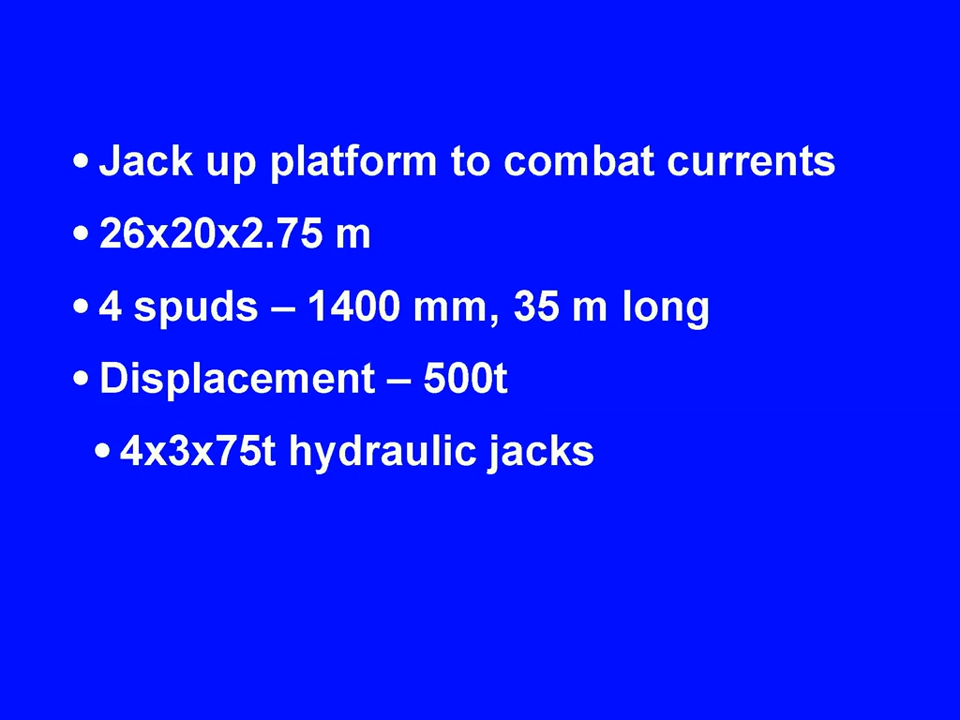 • Jack up platform to combat currents
• 26x20x2.75 m
• 4 spuds – 1400 mm, 35 m long
• Displacement – 500t
• 4x3x75t hydraulic jacks